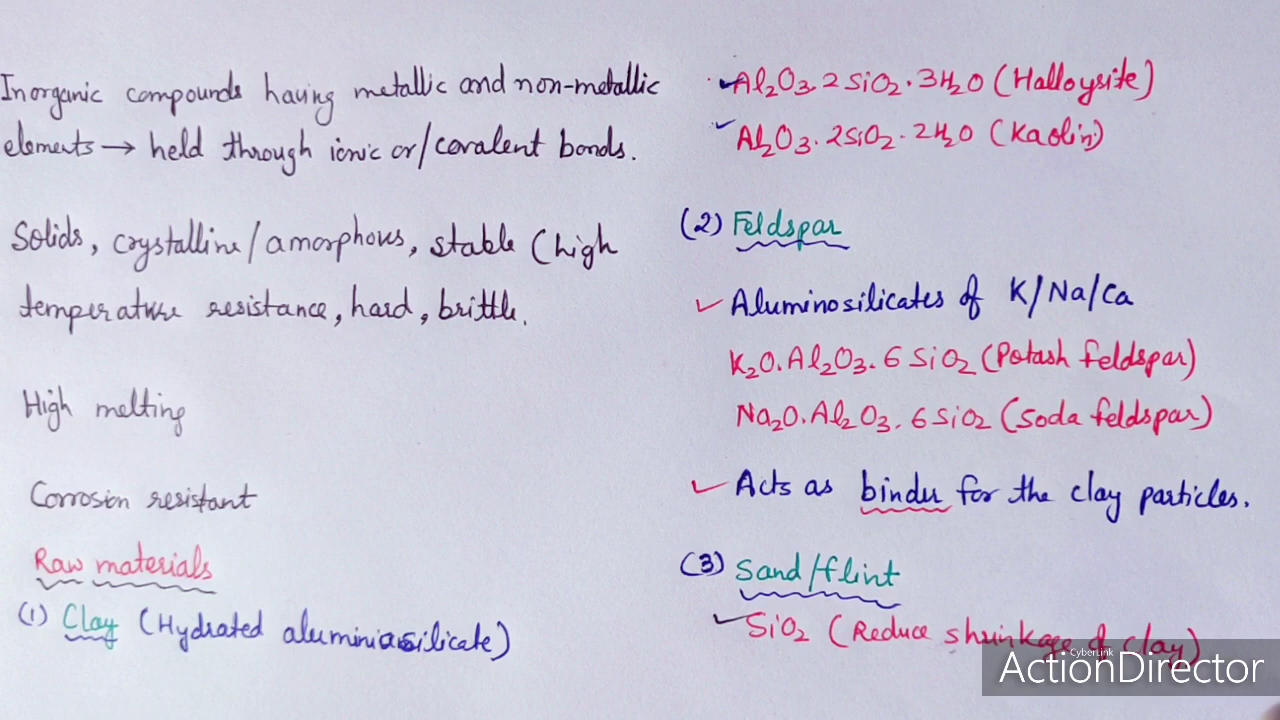 Inorganic compounds having metallic and non-metallic
elements → held through ionic or/covalent bonds.
Solids, crystalline/amorphous, stable (high
temperature resistance, hard, brittle.
High melting
Corrosion resistant
Raw materials
(1) Clay (Hydrated aluminiasilicate)
Al₂O₃.2SiO₂.3H₂O (Halloysite)
Al₂O₃.2SiO₂.2H₂O (Kaolin)
(2) Feldspar
✓ Aluminosilicates of K/Na/Ca
K₂O.Al₂O₃.6SiO₂ (Potash feldspar)
Na₂O.Al₂O₃.6SiO₂ (Soda feldspar)
✓ Acts as binder for the clay particles.
(3) Sand/flint
✓ SiO₂ (Reduce shrinkage of clay)
CyberLink
ActionDirector